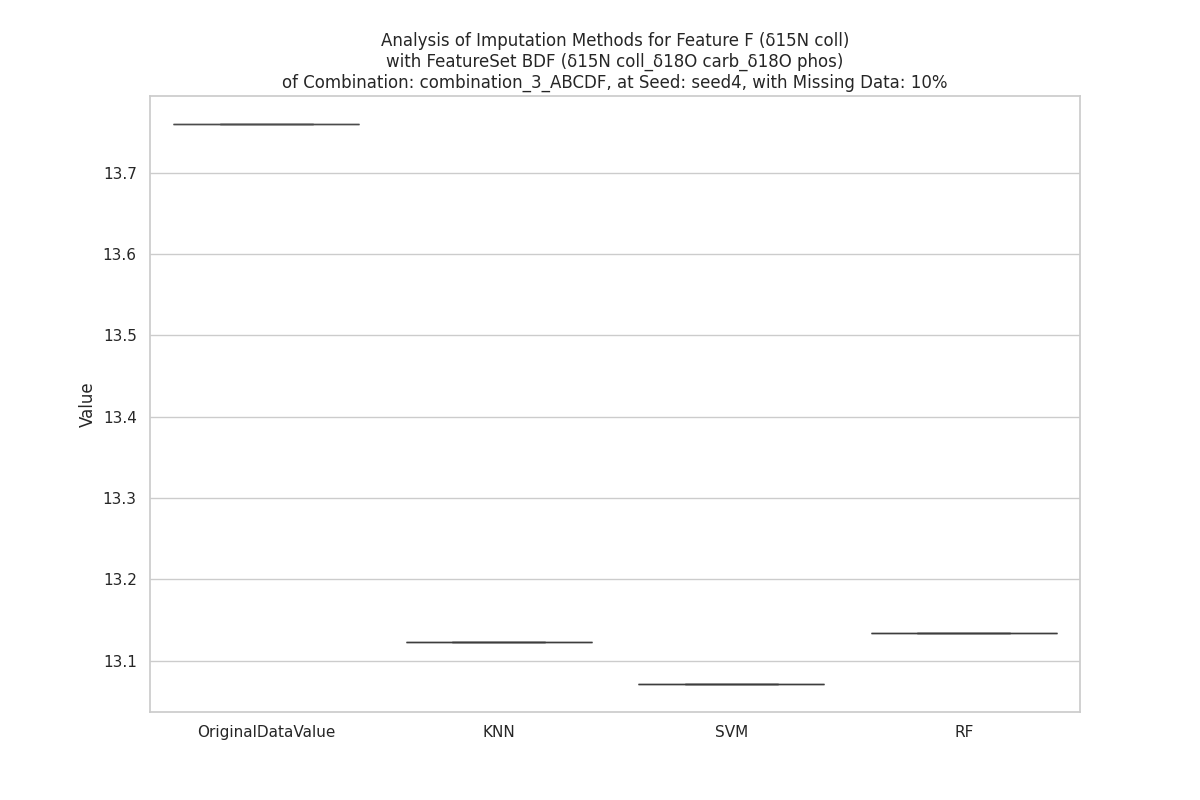 Analysis of Imputation Methods for Feature F (δ15N coll)
with FeatureSet BDF (δ15N coll_δ18O carb_δ18O phos)
of Combination: combination_3_ABCDF, at Seed: seed4, with Missing Data: 10%
Value
13.7
13.6
13.5
13.4
13.3
13.2
13.1
OriginalDataValue
KNN
SVM
RF